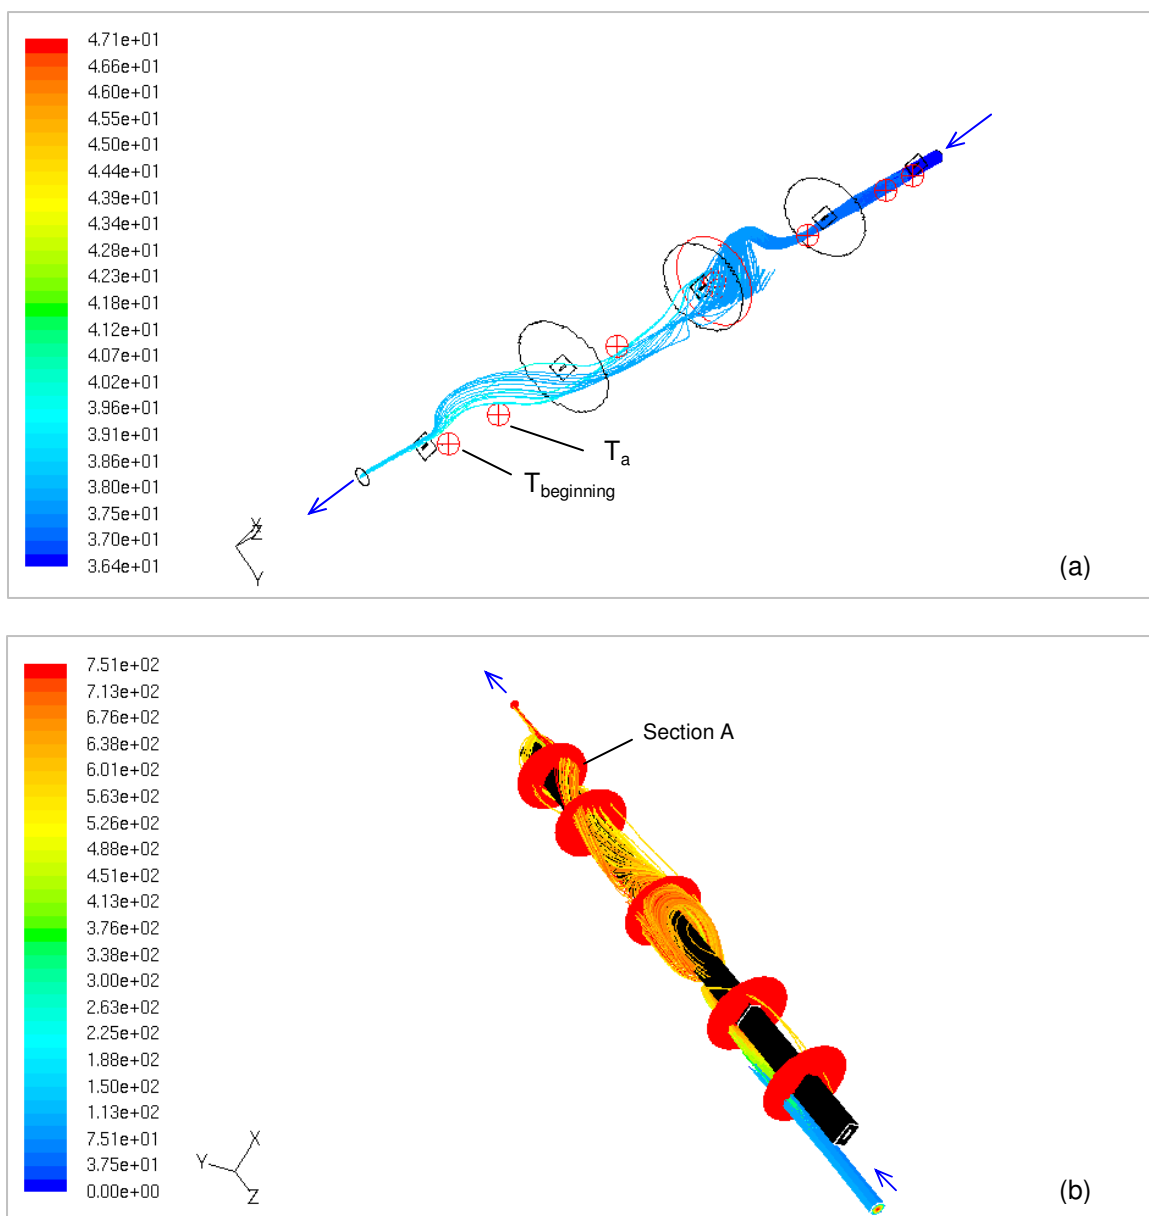 4.71e+01
4.66e+01
4.60e+01
4.55e+01
4.50e+01
4.44e+01
4.39e+01
4.34e+01
4.28e+01
4.23e+01
4.18e+01
4.12e+01
4.07e+01
4.02e+01
3.96e+01
3.91e+01
3.86e+01
3.80e+01
3.75e+01
3.70e+01
3.64e+01
Ta
Tbeginning
X
Z
Y
(a)
7.51e+02
7.13e+02
6.76e+02
6.38e+02
6.01e+02
5.63e+02
5.26e+02
4.88e+02
4.51e+02
4.13e+02
3.76e+02
3.38e+02
3.00e+02
2.63e+02
2.25e+02
1.88e+02
1.50e+02
1.13e+02
7.51e+01
3.75e+01
0.00e+00
Section A
X
Y
Z
(b)